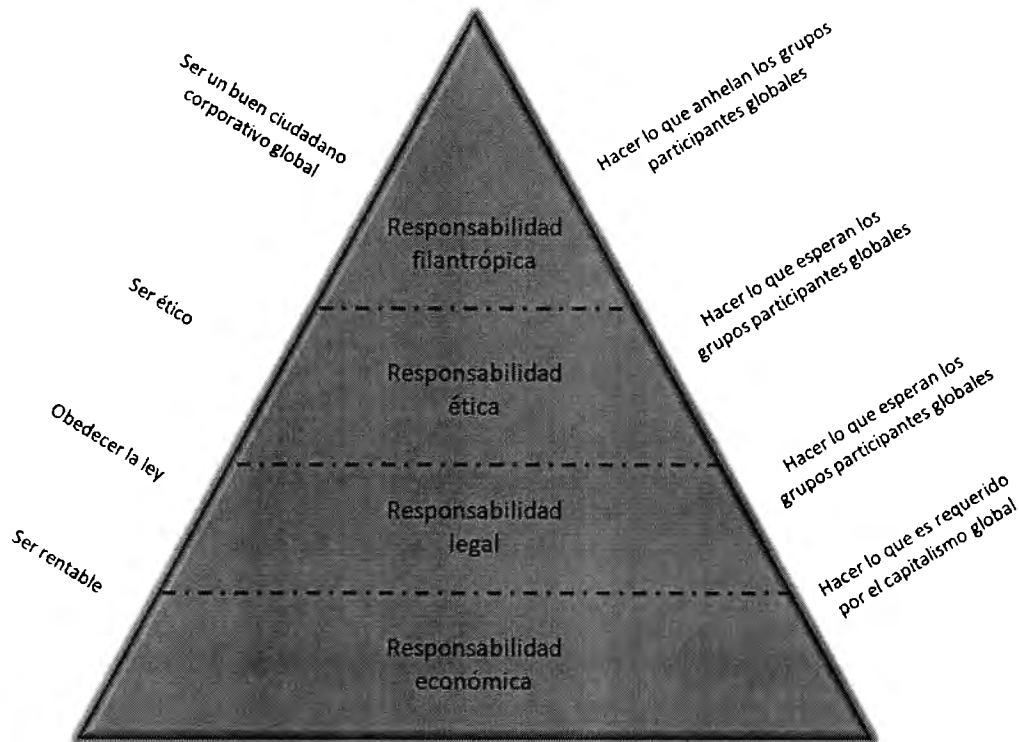 Ser un buen ciudadano
corporativo global
Hacer lo que anhelan los grupos
participantes globales
Responsabilidad
filantrópica
Ser ético
Hacer lo que esperan los
grupos participantes globales
Responsabilidad
ética
Obedecer la ley
Hacer lo que esperan los
grupos participantes globales
Responsabilidad
legal
Ser rentable
Hacer lo que es requerido
por el capitalismo global
Responsabilidad
económica